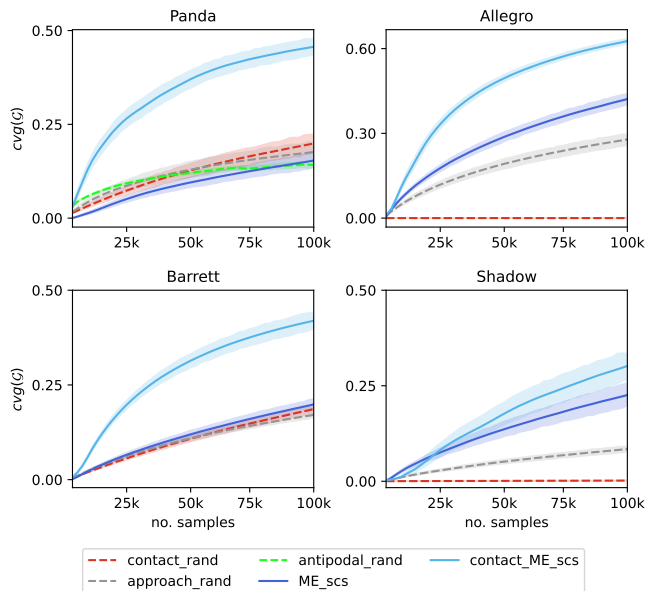 Panda
Allegro
0.50
0.25
0.00
cvg(𝒢)
25k 50k 75k 100k
0.60
0.30
0.00
25k 50k 75k 100k
Barrett
Shadow
0.50
0.25
0.00
cvg(𝒢)
25k 50k 75k 100k
no. samples
0.50
0.25
0.00
25k 50k 75k 100k
no. samples
contact_rand antipodal_rand contact_ME_scs
approach_rand ME_scs